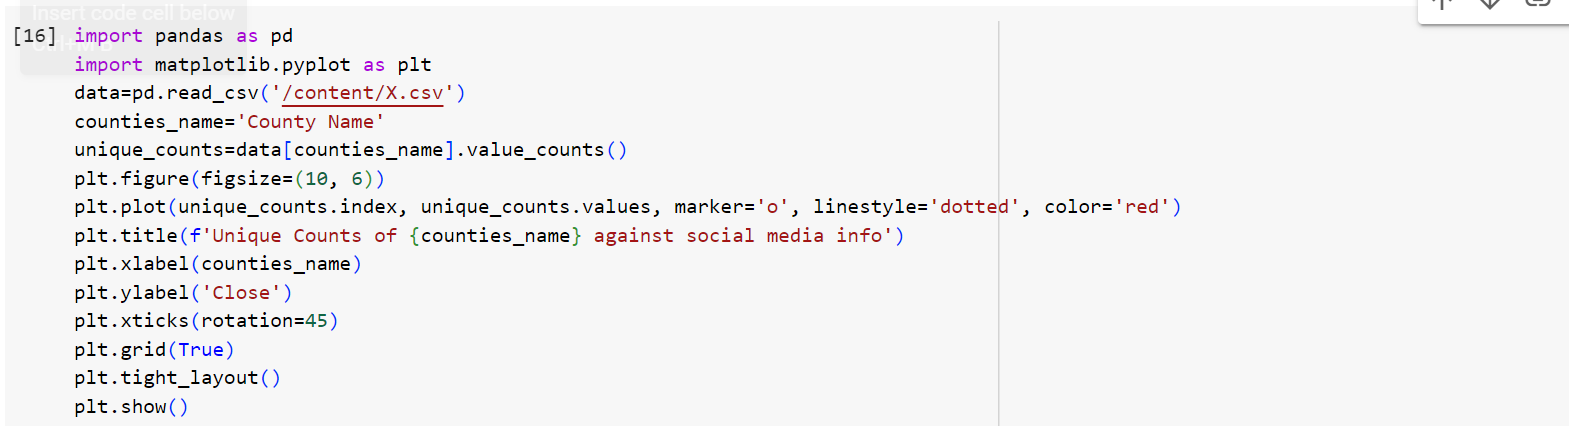 Insert code cell below
Ctrl+M B
[16] import pandas as pd
import matplotlib.pyplot as plt
data=pd.read_csv('/content/X.csv')
counties_name='County Name'
unique_counts=data[counties_name].value_counts()
plt.figure(figsize=(10, 6))
plt.plot(unique_counts.index, unique_counts.values, marker='o', linestyle='dotted', color='red')
plt.title(f'Unique Counts of {counties_name} against social media info')
plt.xlabel(counties_name)
plt.ylabel('Close')
plt.xticks(rotation=45)
plt.grid(True)
plt.tight_layout()
plt.show()